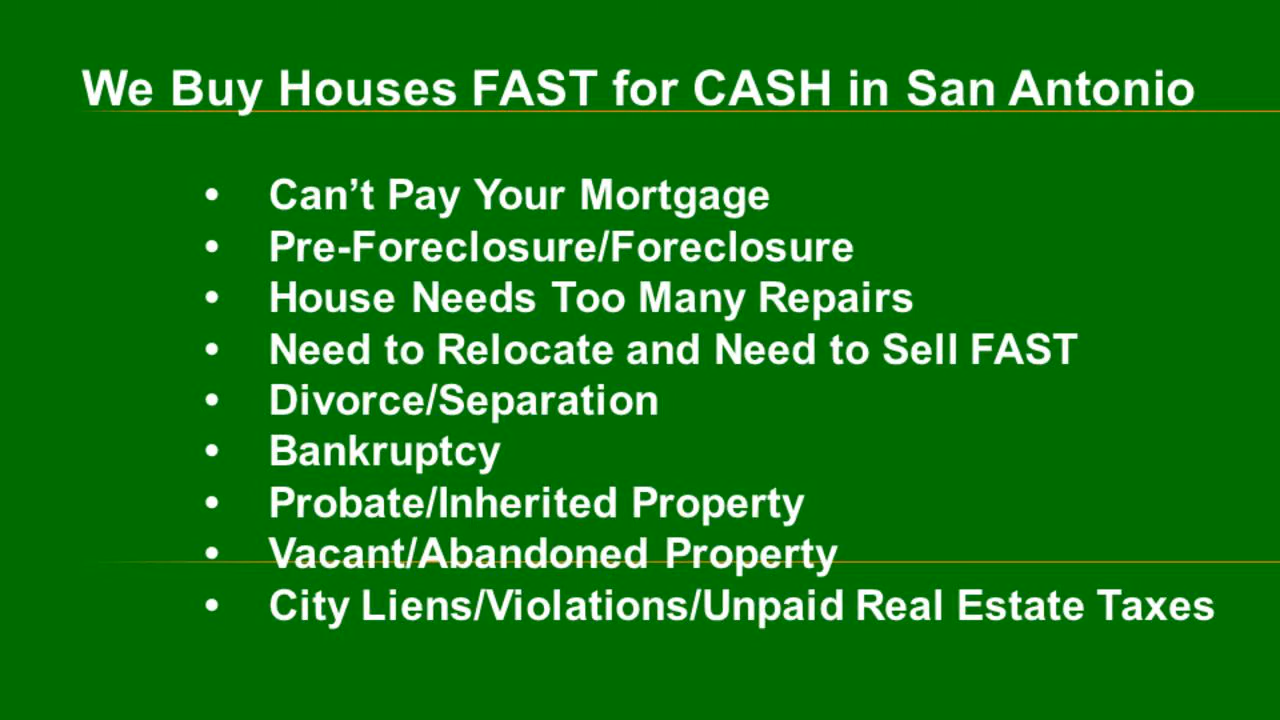 We Buy Houses FAST for CASH in San Antonio
• Can’t Pay Your Mortgage
• Pre-Foreclosure/Foreclosure
• House Needs Too Many Repairs
• Need to Relocate and Need to Sell FAST
• Divorce/Separation
• Bankruptcy
• Probate/Inherited Property
• Vacant/Abandoned Property
• City Liens/Violations/Unpaid Real Estate Taxes